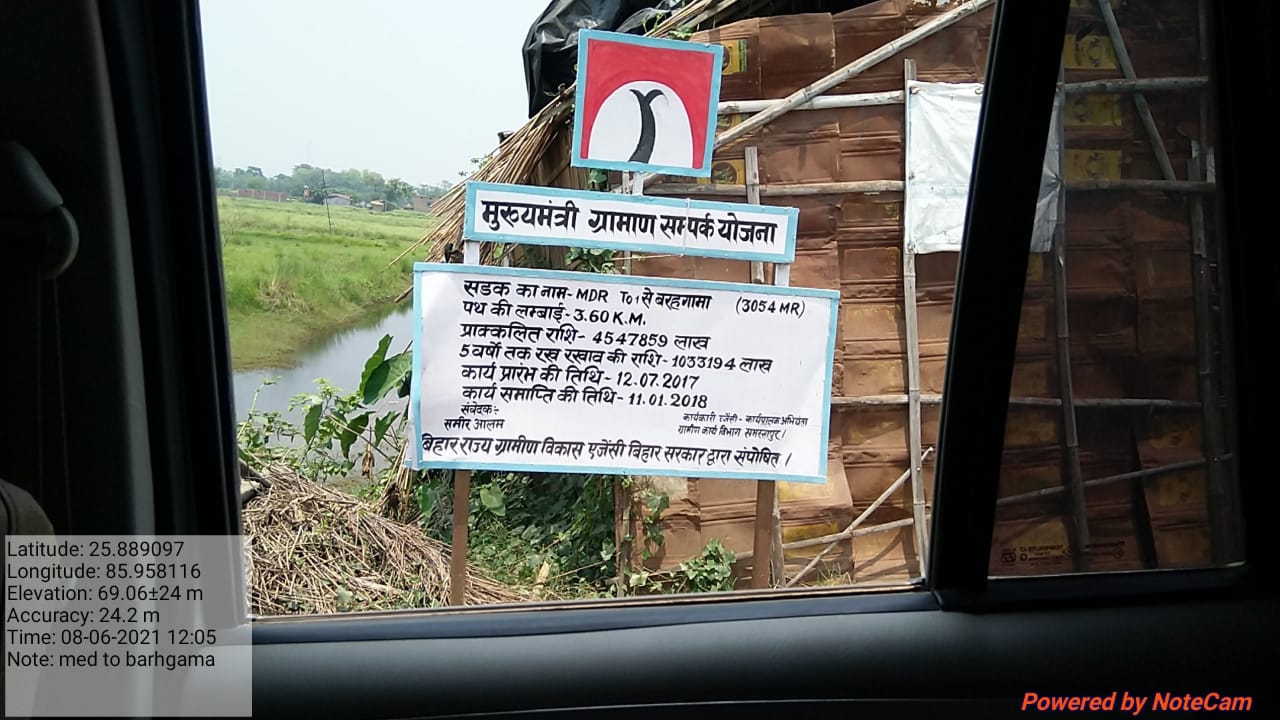 मुख्यमंत्री ग्रामीण सम्पर्क योजना
सडक का नाम- MDR T01 से बरहगामा (3054 MR)
पथ की लम्बाई- 3.60 K.M.
प्राक्कलित राशि- 4547859 लाख
5 वर्षो तक रख रखाव की राशि- 1033194 लाख
कार्य प्रारंभ की तिथि- 12.07.2017
कार्य समाप्ति की तिथि- 11.01.2018
संवेदक:-
समीर आलम
कार्यकारी एजेंसी - कार्यपालक अभियंता
ग्रामीण कार्य विभाग समस्तीपुर।
बिहार राज्य ग्रामीण विकास एजेंसी बिहार सरकार द्वारा संपोषित।
Latitude: 25.889097
Longitude: 85.958116
Elevation: 69.06±24 m
Accuracy: 24.2 m
Time: 08-06-2021 12:05
Note: med to barhgama
Powered by NoteCam